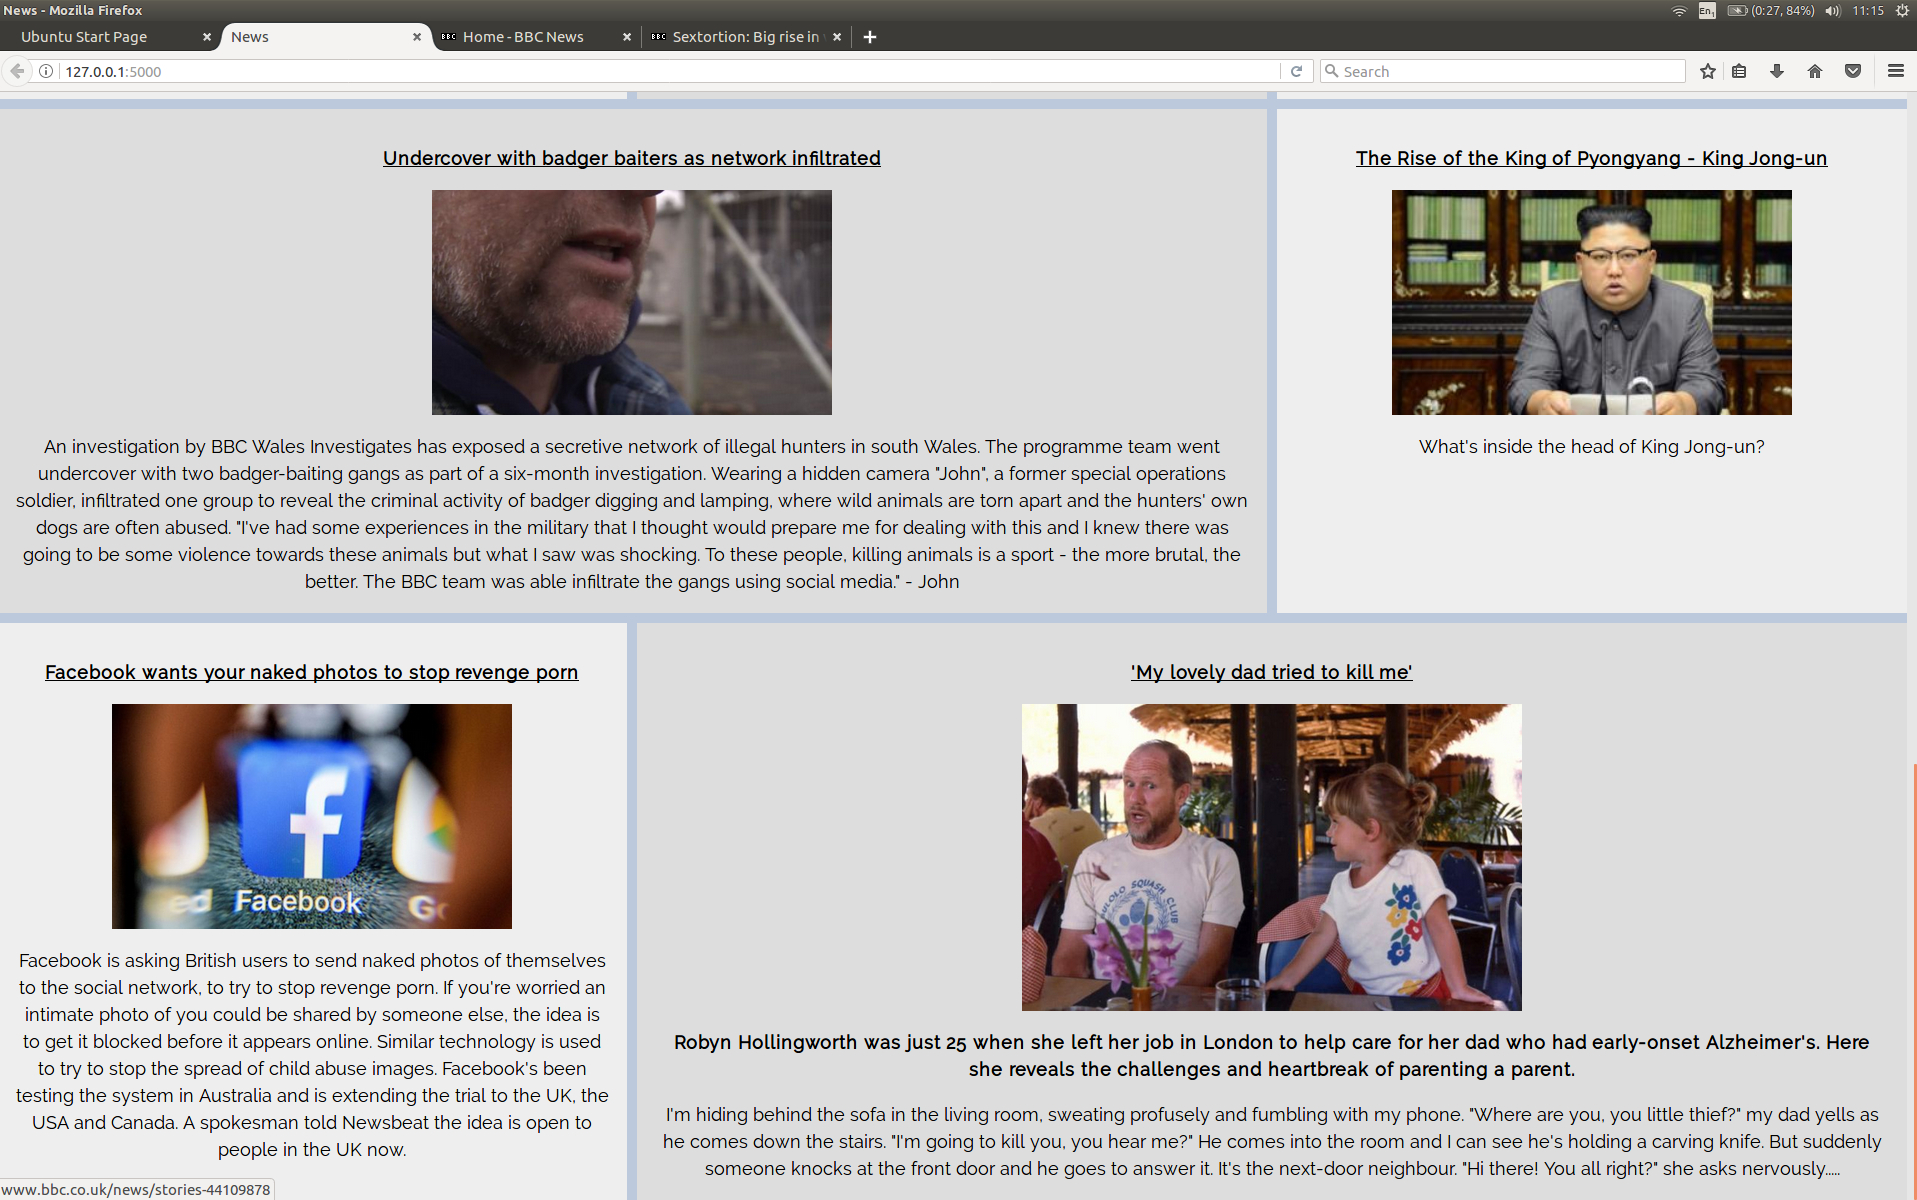 News - Mozilla Firefox
En1
(0:27, 84%)
11:15
Ubuntu Start Page
News
BBC Home - BBC News
BBC Sextortion: Big rise in
127.0.0.1:5000
Search
Undercover with badger baiters as network infiltrated
An investigation by BBC Wales Investigates has exposed a secretive network of illegal hunters in south Wales. The programme team went
undercover with two badger-baiting gangs as part of a six-month investigation. Wearing a hidden camera "John", a former special operations
soldier, infiltrated one group to reveal the criminal activity of badger digging and lamping, where wild animals are torn apart and the hunters' own
dogs are often abused. "I've had some experiences in the military that I thought would prepare me for dealing with this and I knew there was
going to be some violence towards these animals but what I saw was shocking. To these people, killing animals is a sport - the more brutal, the
better. The BBC team was able infiltrate the gangs using social media." - John
The Rise of the King of Pyongyang - King Jong-un
What's inside the head of King Jong-un?
Facebook wants your naked photos to stop revenge porn
Facebook
Facebook is asking British users to send naked photos of themselves
to the social network, to try to stop revenge porn. If you're worried an
intimate photo of you could be shared by someone else, the idea is
to get it blocked before it appears online. Similar technology is used
to try to stop the spread of child abuse images. Facebook's been
testing the system in Australia and is extending the trial to the UK, the
USA and Canada. A spokesman told Newsbeat the idea is open to
people in the UK now.
'My lovely dad tried to kill me'
SQUASH
CLUB
Robyn Hollingworth was just 25 when she left her job in London to help care for her dad who had early-onset Alzheimer's. Here
she reveals the challenges and heartbreak of parenting a parent.
I'm hiding behind the sofa in the living room, sweating profusely and fumbling with my phone. "Where are you, you little thief?" my dad yells as
he comes down the stairs. "I'm going to kill you, you hear me?" He comes into the room and I can see he's holding a carving knife. But suddenly
someone knocks at the front door and he goes to answer it. It's the next-door neighbour. "Hi there! You all right?" she asks nervously.....
www.bbc.co.uk/news/stories-44109878